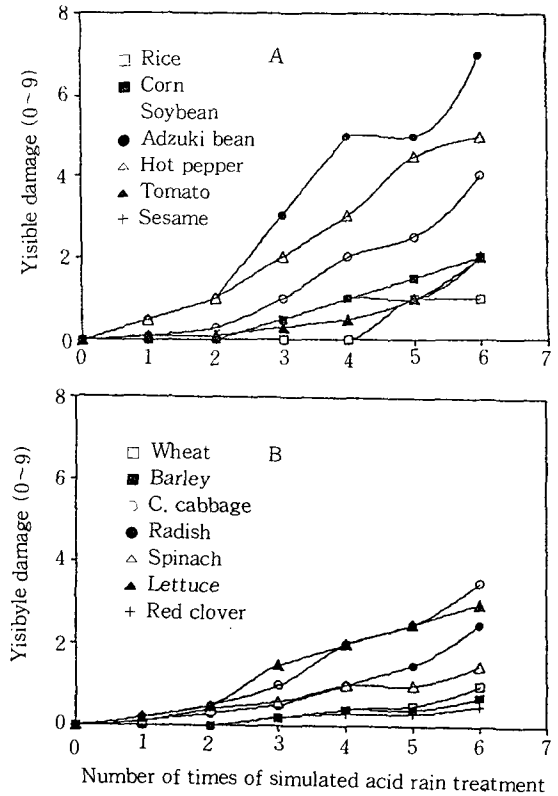 8
6
4
2
0
Yisible damage (0~9)
A
Rice
Corn
Soybean
Adzuki bean
Hot pepper
Tomato
Sesame
0 1 2 3 4 5 6 7
8
6
4
2
0
Yisibyle damage (0~9)
B
Wheat
Barley
C. cabbage
Radish
Spinach
Lettuce
Red clover
0 1 2 3 4 5 6 7
Number of times of simulated acid rain treatment